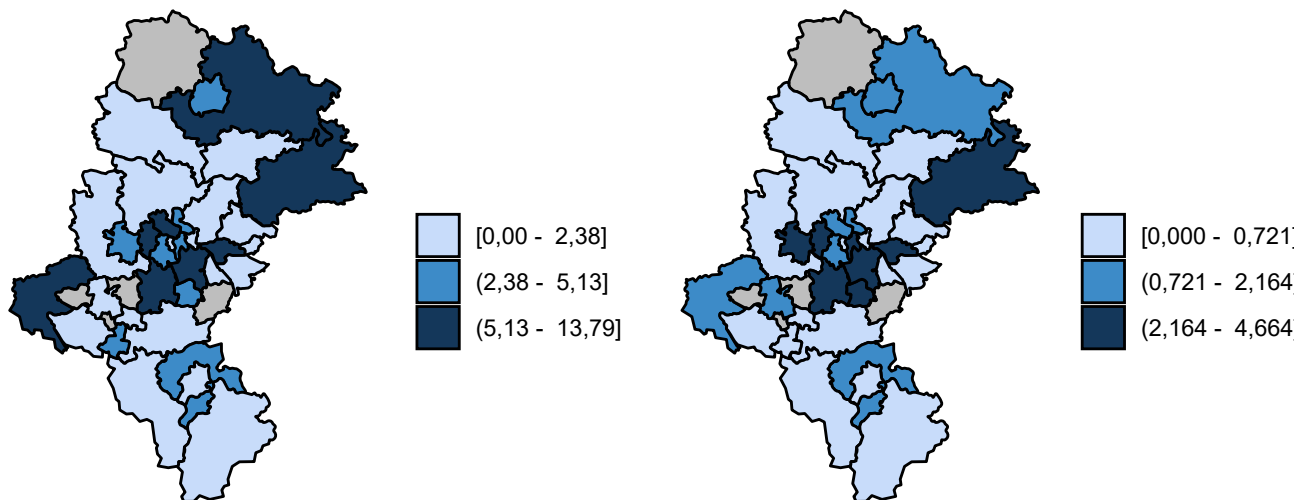 [0,00 - 2,38]
(2,38 - 5,13]
(5,13 - 13,79]
[0,000 - 0,721]
(0,721 - 2,164]
(2,164 - 4,664]